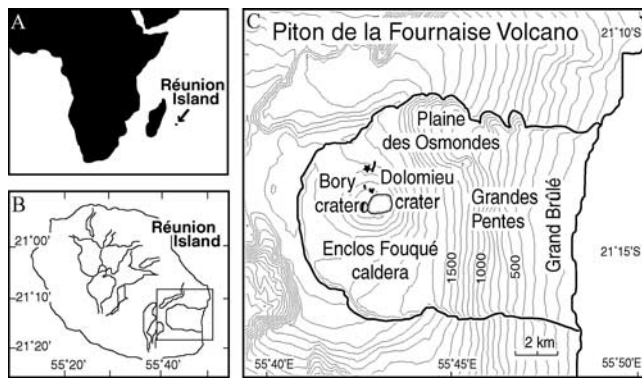 A
Réunion
Island
B
Réunion
Island
21°00'
21°10'
21°20'
55°20' 55°40'
C
Piton de la Fournaise Volcano
21°10'S
Plaine
des Osmondes
Bory
crater
Dolomieu
crater
Grandes
Pentes
Grand Brûlé
Enclos Fouqué
caldera
1500
1000
500
21°15'S
2 km
55°40'E
55°45'E
55°50'E